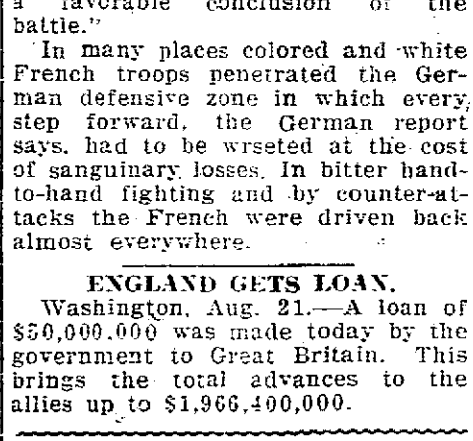 a favorable conclusion of the
battle."
In many places colored and white
French troops penetrated the Ger-
man defensive zone in which every
step forward, the German report
says, had to be wrseted at the cost
of sanguinary losses. In bitter hand-
to-hand fighting and by counter-at-
tacks the French were driven back
almost everywhere.
ENGLAND GETS LOAN.
Washington, Aug. 21.—A loan of
$50,000,000 was made today by the
government to Great Britain. This
brings the total advances to the
allies up to $1,966,400,000.